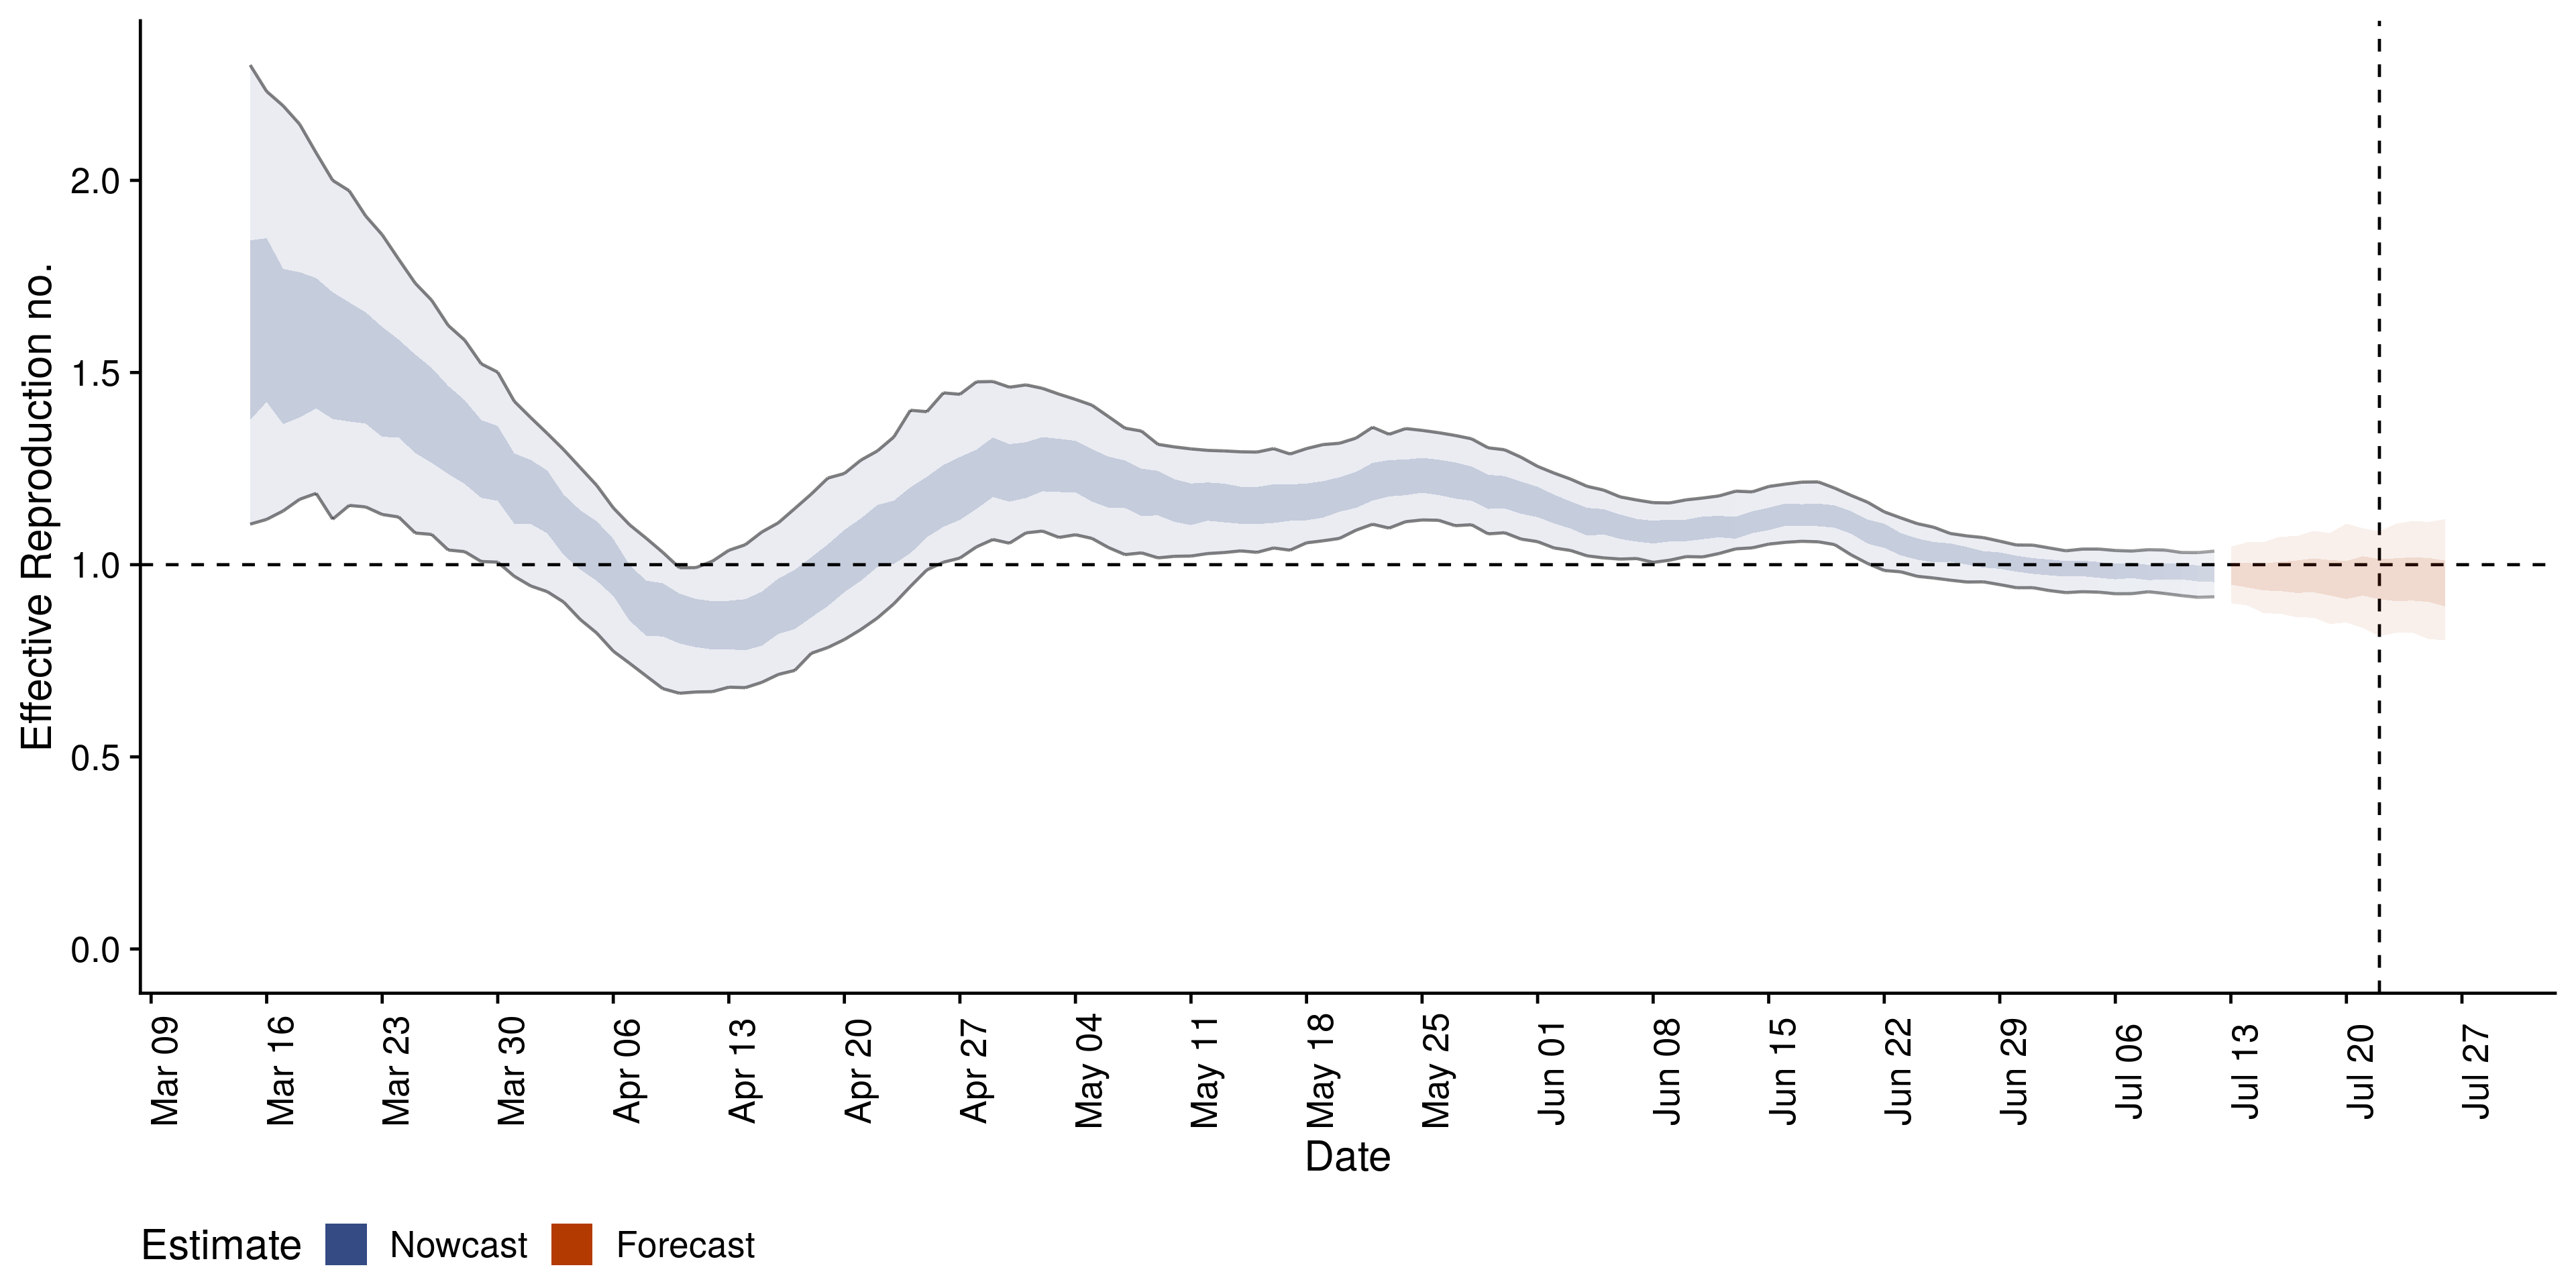 Effective Reproduction no.
2.0
1.5
1.0
0.5
0.0
Mar 09
Mar 16
Mar 23
Mar 30
Apr 06
Apr 13
Apr 20
Apr 27
May 04
May 11
May 18
May 25
Jun 01
Jun 08
Jun 15
Jun 22
Jun 29
Jul 06
Jul 13
Jul 20
Jul 27
Date
Estimate Nowcast Forecast